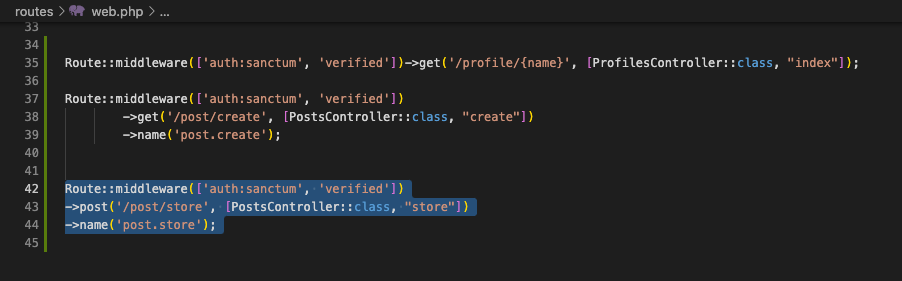 routes > web.php > ...
33
34
35 Route::middleware(['auth:sanctum', 'verified'])->get('/profile/{name}', [ProfilesController::class, "index"]);
36
37 Route::middleware(['auth:sanctum', 'verified'])
38 ->get('/post/create', [PostsController::class, "create"])
39 ->name('post.create');
40
41
42 Route::middleware(['auth:sanctum', 'verified'])
43 ->post('/post/store', [PostsController::class, "store"])
44 ->name('post.store');
45